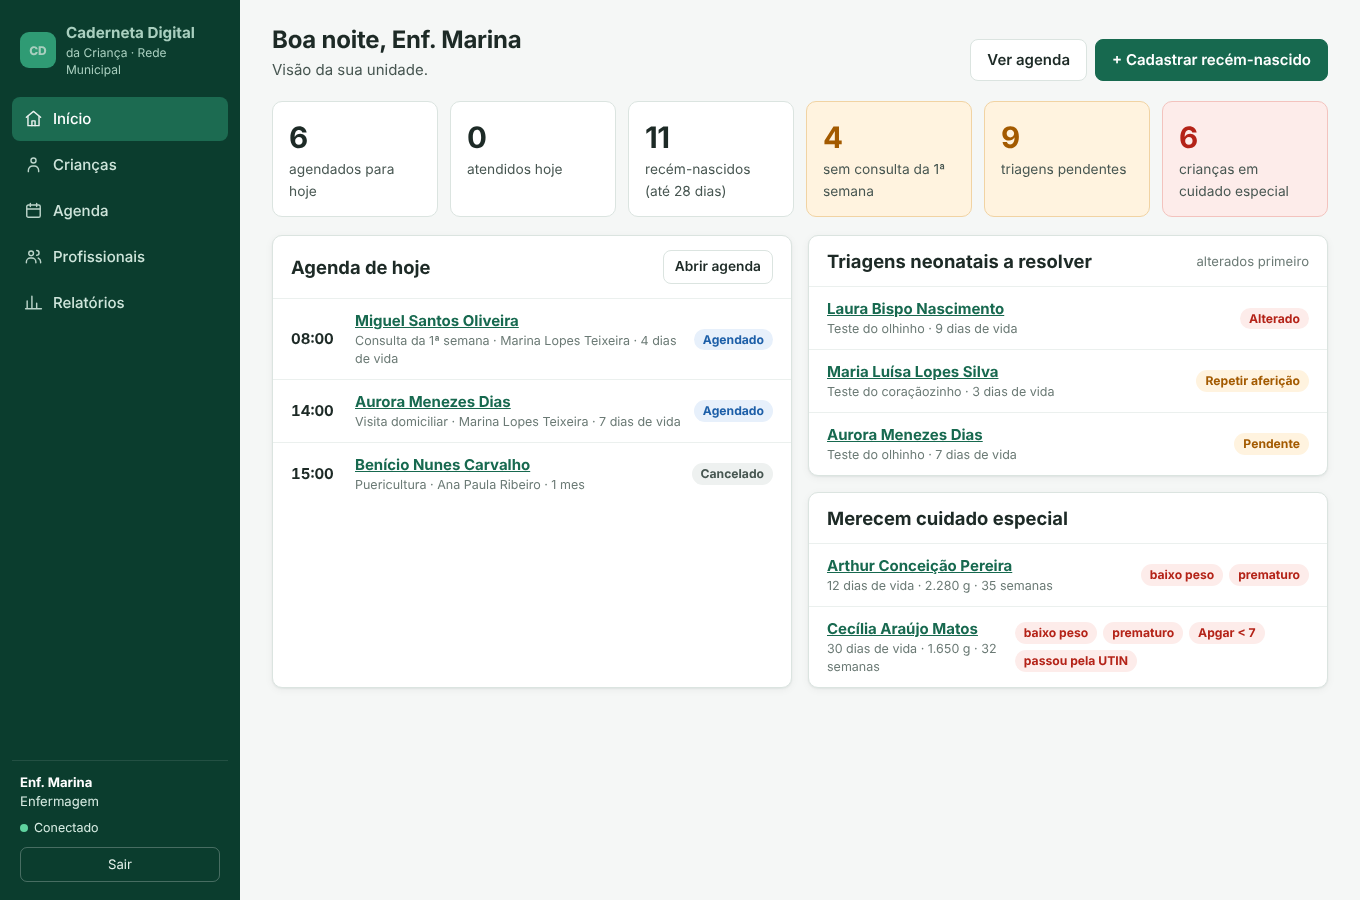 CD
Caderneta Digital
da Criança · Rede
Municipal
Início
Crianças
Agenda
Profissionais
Relatórios
Enf. Marina
Enfermagem
Conectado
Sair
Boa noite, Enf. Marina
Visão da sua unidade.
Ver agenda
+ Cadastrar recém-nascido
6
agendados para
hoje
0
atendidos hoje
11
recém-nascidos
(até 28 dias)
4
sem consulta da 1ª
semana
9
triagens pendentes
6
crianças em
cuidado especial
Agenda de hoje
Abrir agenda
08:00
Miguel Santos Oliveira
Consulta da 1ª semana · Marina Lopes Teixeira · 4 dias
de vida
Agendado
14:00
Aurora Menezes Dias
Visita domiciliar · Marina Lopes Teixeira · 7 dias de vida
Agendado
15:00
Benício Nunes Carvalho
Puericultura · Ana Paula Ribeiro · 1 mes
Cancelado
Triagens neonatais a resolver
alterados primeiro
Laura Bispo Nascimento
Teste do olhinho · 9 dias de vida
Alterado
Maria Luísa Lopes Silva
Teste do coraçãozinho · 3 dias de vida
Repetir aferição
Aurora Menezes Dias
Teste do olhinho · 7 dias de vida
Pendente
Merecem cuidado especial
Arthur Conceição Pereira
12 dias de vida · 2.280 g · 35 semanas
baixo peso
prematuro
Cecília Araújo Matos
30 dias de vida · 1.650 g · 32
semanas
baixo peso
prematuro
Apgar < 7
passou pela UTIN